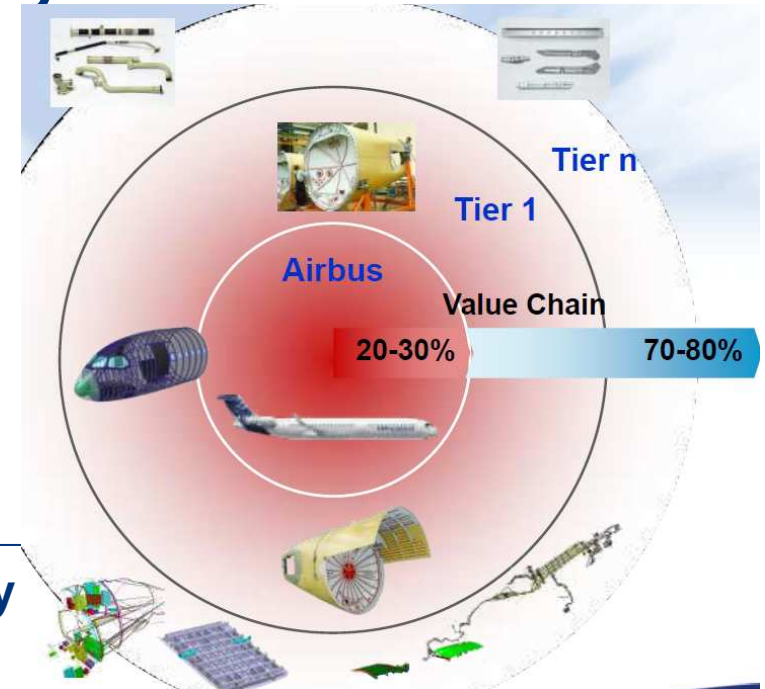 Tier n
Tier 1
Airbus
Value Chain
20-30%
70-80%
y